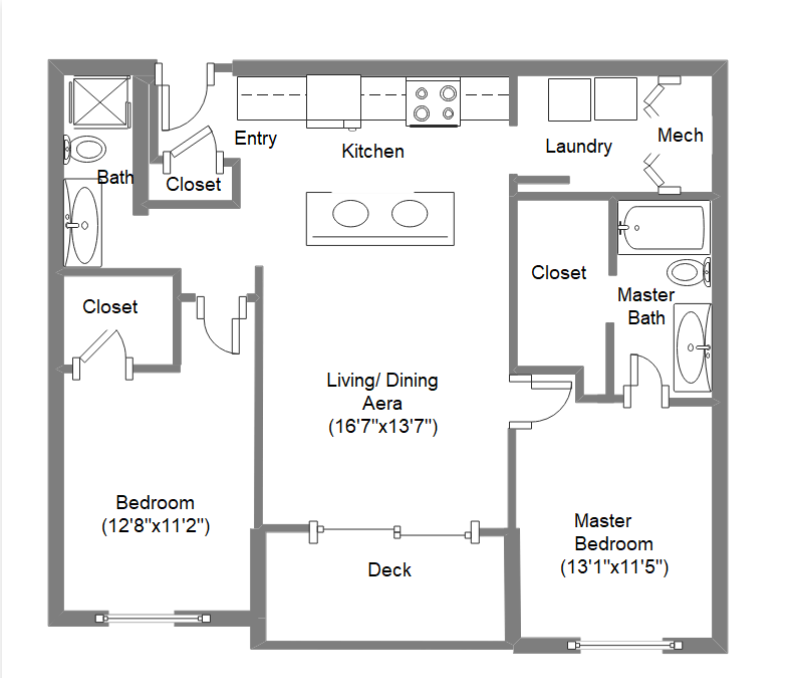 Entry
Kitchen
Laundry
Mech
Bath
Closet
Closet
Master
Bath
Closet
Living/ Dining
Aera
(16'7"x13'7")
Bedroom
(12'8"x11'2")
Master
Bedroom
(13'1"x11'5")
Deck